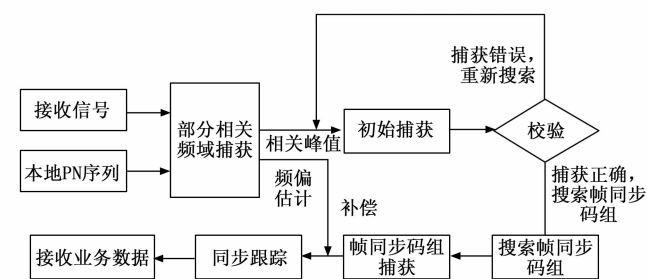 捕获错误，
重新搜索
接收信号
部分相关
频域捕获
相关峰值
初始捕获
校验
本地PN序列
频偏
估计
补偿
捕获正确，
搜索帧同步
码组
接收业务数据
同步跟踪
帧同步码组
捕获
搜索帧同步
码组